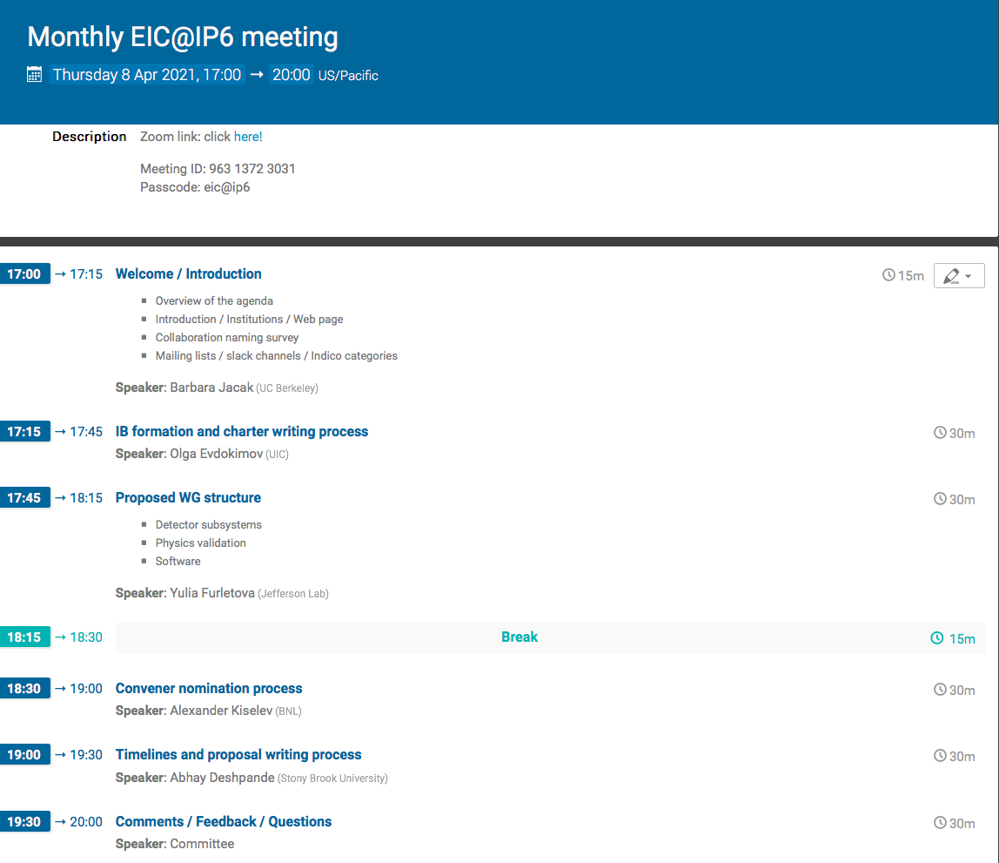 Monthly EIC@IP6 meeting
Thursday 8 Apr 2021, 17:00 → 20:00 US/Pacific
Description Zoom link: click here!
Meeting ID: 963 1372 3031
Passcode: eic@ip6
17:00 → 17:15 Welcome / Introduction 15m
▪ Overview of the agenda
▪ Introduction / Institutions / Web page
▪ Collaboration naming survey
▪ Mailing lists / slack channels / Indico categories
Speaker: Barbara Jacak (UC Berkeley)
17:15 → 17:45 IB formation and charter writing process 30m
Speaker: Olga Evdokimov (UIC)
17:45 → 18:15 Proposed WG structure 30m
▪ Detector subsystems
▪ Physics validation
▪ Software
Speaker: Yulia Furletova (Jefferson Lab)
18:15 → 18:30 Break 15m
18:30 → 19:00 Convener nomination process 30m
Speaker: Alexander Kiselev (BNL)
19:00 → 19:30 Timelines and proposal writing process 30m
Speaker: Abhay Deshpande (Stony Brook University)
19:30 → 20:00 Comments / Feedback / Questions 30m
Speaker: Committee